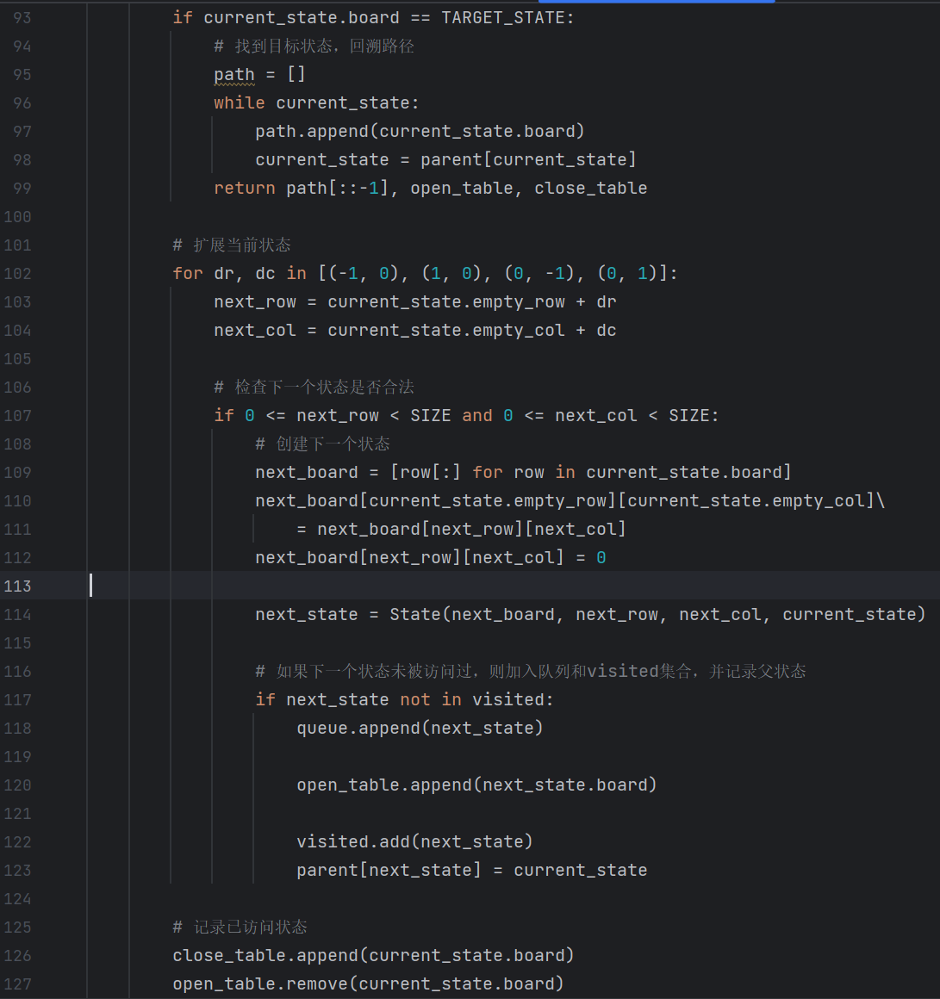 93 if current_state.board == TARGET_STATE:
94 # 找到目标状态，回溯路径
95 path = []
96 while current_state:
97 path.append(current_state.board)
98 current_state = parent[current_state]
99 return path[::-1], open_table, close_table
100
101 # 扩展当前状态
102 for dr, dc in [(-1, 0), (1, 0), (0, -1), (0, 1)]:
103 next_row = current_state.empty_row + dr
104 next_col = current_state.empty_col + dc
105
106 # 检查下一个状态是否合法
107 if 0 <= next_row < SIZE and 0 <= next_col < SIZE:
108 # 创建下一个状态
109 next_board = [row[:] for row in current_state.board]
110 next_board[current_state.empty_row][current_state.empty_col]\
111 = next_board[next_row][next_col]
112 next_board[next_row][next_col] = 0
113
114 next_state = State(next_board, next_row, next_col, current_state)
115
116 # 如果下一个状态未被访问过，则加入队列和visited集合，并记录父状态
117 if next_state not in visited:
118 queue.append(next_state)
119
120 open_table.append(next_state.board)
121
122 visited.add(next_state)
123 parent[next_state] = current_state
124
125 # 记录已访问状态
126 close_table.append(current_state.board)
127 open_table.remove(current_state.board)